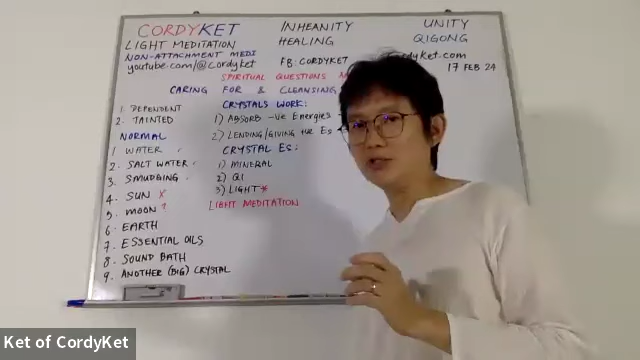 CORDYKET INHEANITY UNITY
LIGHT MEDITATION HEALING QIGONG
NON-ATTACHMENT MEDI
youtube.com/@Cordyket FB: CORDYKET cordyket.com
SPIRITUAL QUESTIONS 17 FEB 24
CARING FOR & CLEANSING
1. DEPENDENT
2. TAINTED
NORMAL
1 WATER
2. SALT WATER
3. SMUDGING
4. SUN X
5. MOON ?
6 EARTH
7. ESSENTIAL OILS
8. SOUND BATH
9. ANOTHER (BIG) CRYSTAL
CRYSTALS WORK:
1) ABSORB -VE ENERGIES
2) LENDING/GIVING +VE ES
CRYSTAL ES:
1) MINERAL
2) QI
3) LIGHT *
LIGHT MEDITATION
Ket of CordyKet